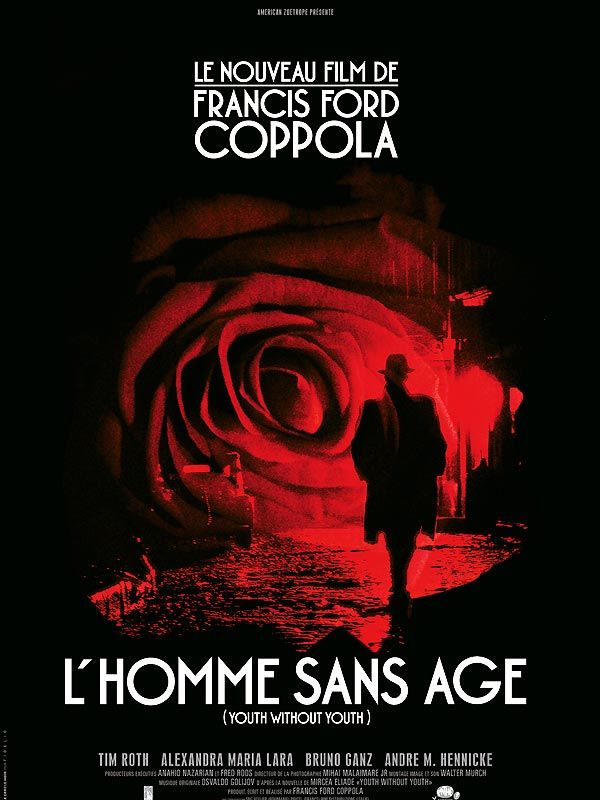 AMERICAN ZOETROPE PRÉSENTE
LE NOUVEAU FILM DE
FRANCIS FORD
COPPOLA
L'HOMME SANS AGE
(YOUTH WITHOUT YOUTH)
TIM ROTH ALEXANDRA MARIA LARA BRUNO GANZ ANDRE M. HENNICKE
PRODUCTEURS EXÉCUTIFS ANAHID NAZARIAN ET FRED ROOS DIRECTEUR DE LA PHOTOGRAPHIE MIHAI MALAIMARE JR MONTAGE IMAGE ET SON WALTER MURCH
MUSIQUE ORIGINALE OSVALDO GOLIJOV D'APRÈS LA NOUVELLE DE MIRCEA ELIADE «YOUTH WITHOUT YOUTH»
PRODUIT, ÉCRIT ET RÉALISÉ PAR FRANCIS FORD COPPOLA